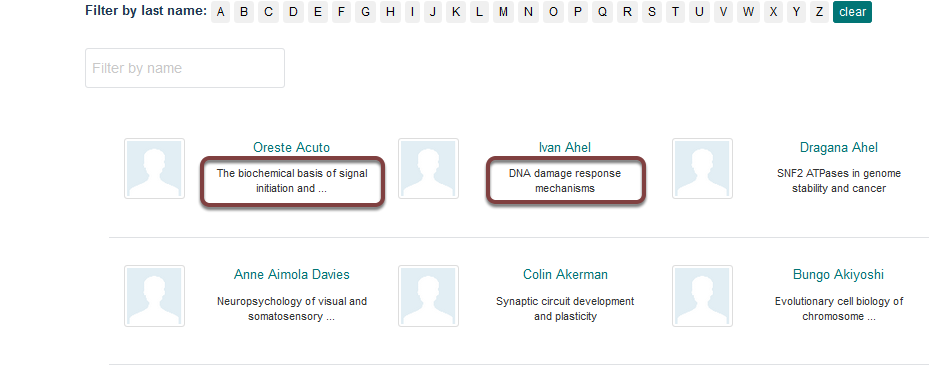 Filter by last name: A B C D E F G H I J K L M N O P Q R S T U V W X Y Z clear
Filter by name
Oreste Acuto
The biochemical basis of signal
initiation and ...
Ivan Ahel
DNA damage response
mechanisms
Dragana Ahel
SNF2 ATPases in genome
stability and cancer
Anne Aimola Davies
Neuropsychology of visual and
somatosensory ...
Colin Akerman
Synaptic circuit development
and plasticity
Bungo Akiyoshi
Evolutionary cell biology of
chromosome ...